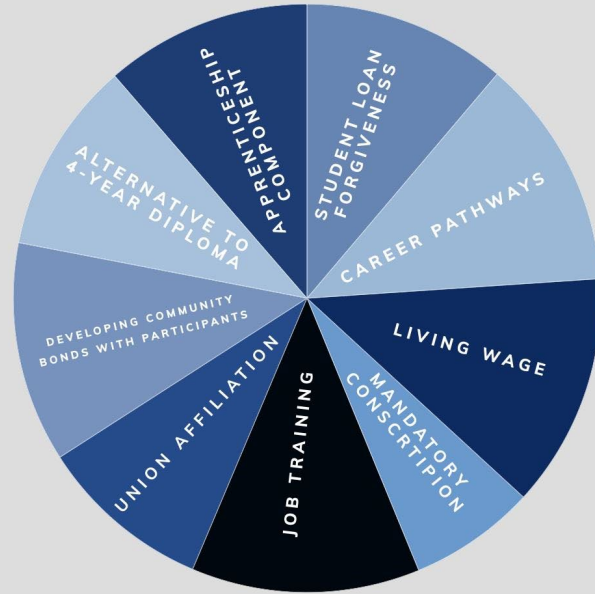 STUDENT LOAN
FORGIVENESS
CAREER PATHWAYS
LIVING WAGE
MANDATORY
CONSCRTIPION
JOB TRAINING
UNION AFFILIATION
DEVELOPING COMMUNITY
BONDS WITH PARTICIPANTS
ALTERNATIVE TO
4-YEAR DIPLOMA
APPRENTICESHIP
COMPONENT